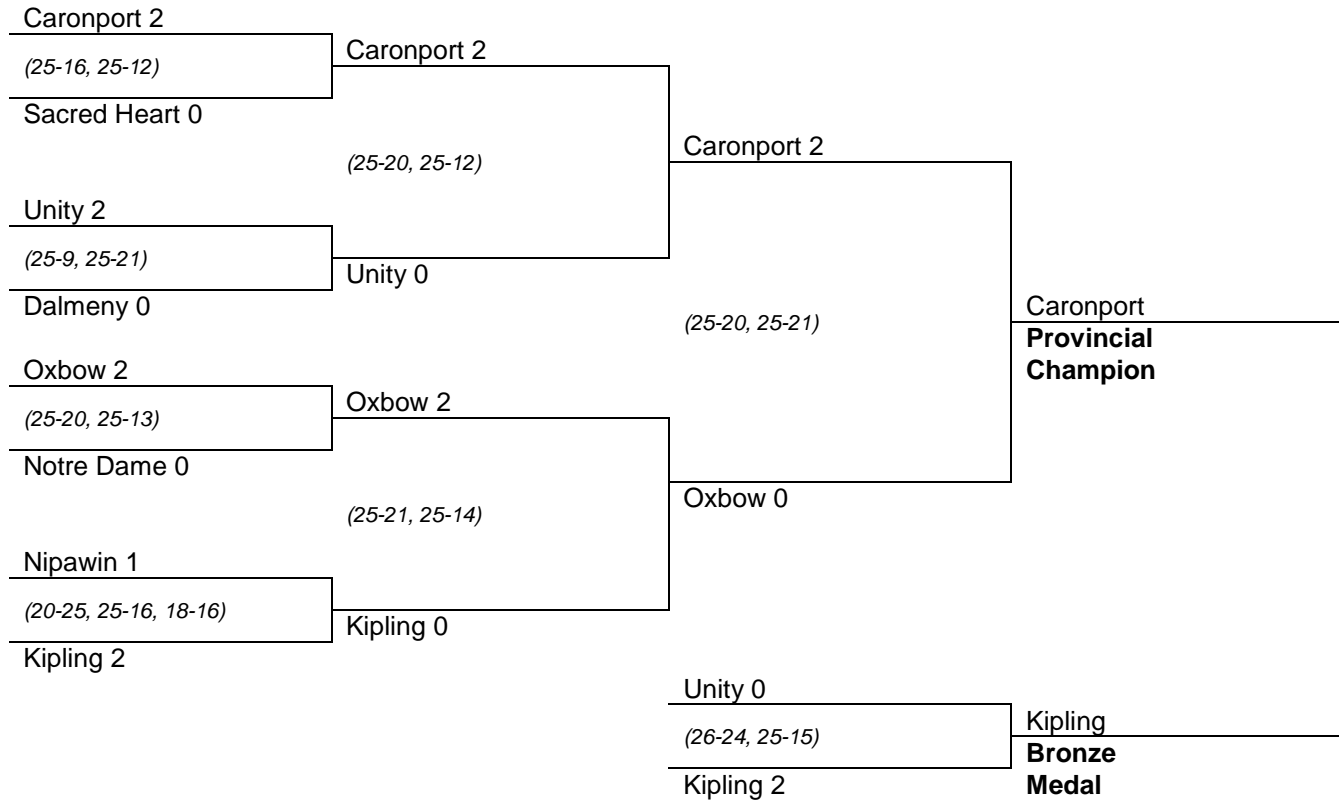 Caronport 2
(25-16, 25-12)
Sacred Heart 0
Unity 2
(25-9, 25-21)
Dalmeny 0
Oxbow 2
(25-20, 25-13)
Notre Dame 0
Nipawin 1
(20-25, 25-16, 18-16)
Kipling 2
Caronport 2
(25-20, 25-12)
Unity 0
Oxbow 2
(25-21, 25-14)
Kipling 0
Caronport 2
(25-20, 25-21)
Oxbow 0
Caronport
Provincial
Champion
Unity 0
(26-24, 25-15)
Kipling 2
Kipling
Bronze
Medal